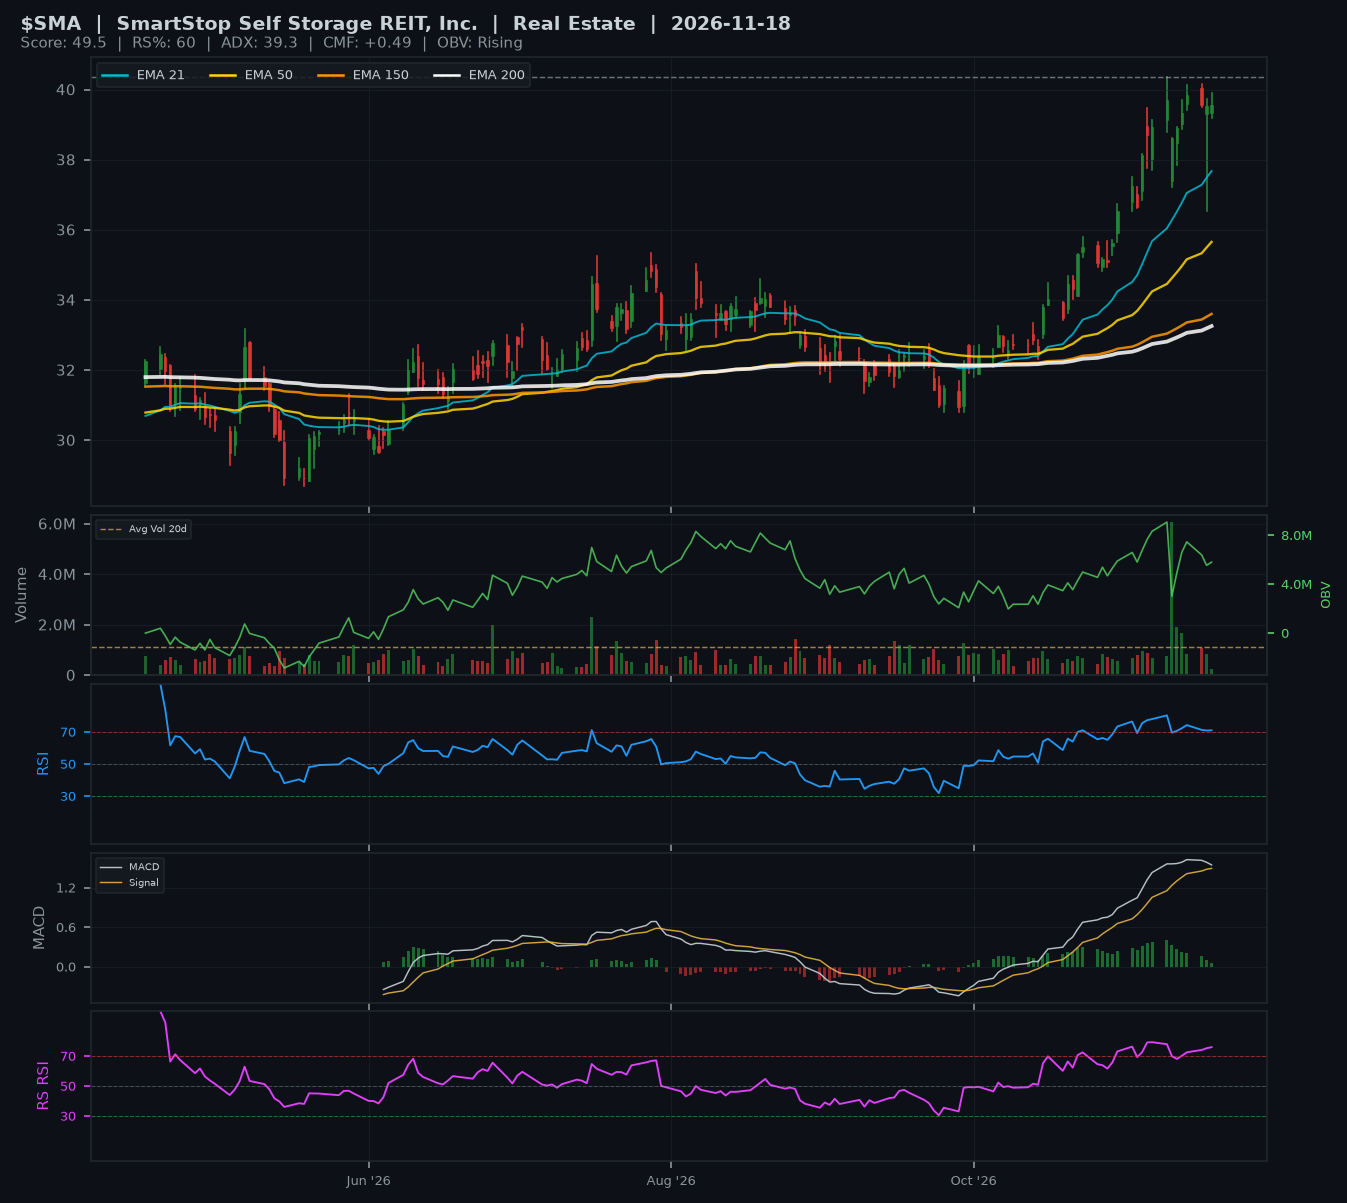 $SMA | SmartStop Self Storage REIT, Inc. | Real Estate | 2026-11-18
Score: 49.5 | RS%: 60 | ADX: 39.3 | CMF: +0.49 | OBV: Rising
EMA 21 EMA 50 EMA 150 EMA 200
40
38
36
34
32
30
Avg Vol 20d
6.0M
4.0M
2.0M
0
Volume
8.0M
4.0M
0
OBV
70
50
30
RSI
MACD
Signal
1.2
0.6
0.0
MACD
70
50
30
RS RSI
Jun '26 Aug '26 Oct '26